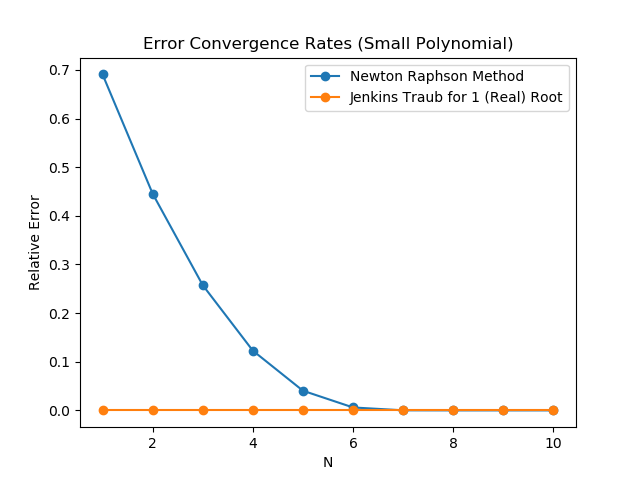 Error Convergence Rates (Small Polynomial)
Newton Raphson Method
Jenkins Traub for 1 (Real) Root
Relative Error
0.7
0.6
0.5
0.4
0.3
0.2
0.1
0.0
2 4 6 8 10
N